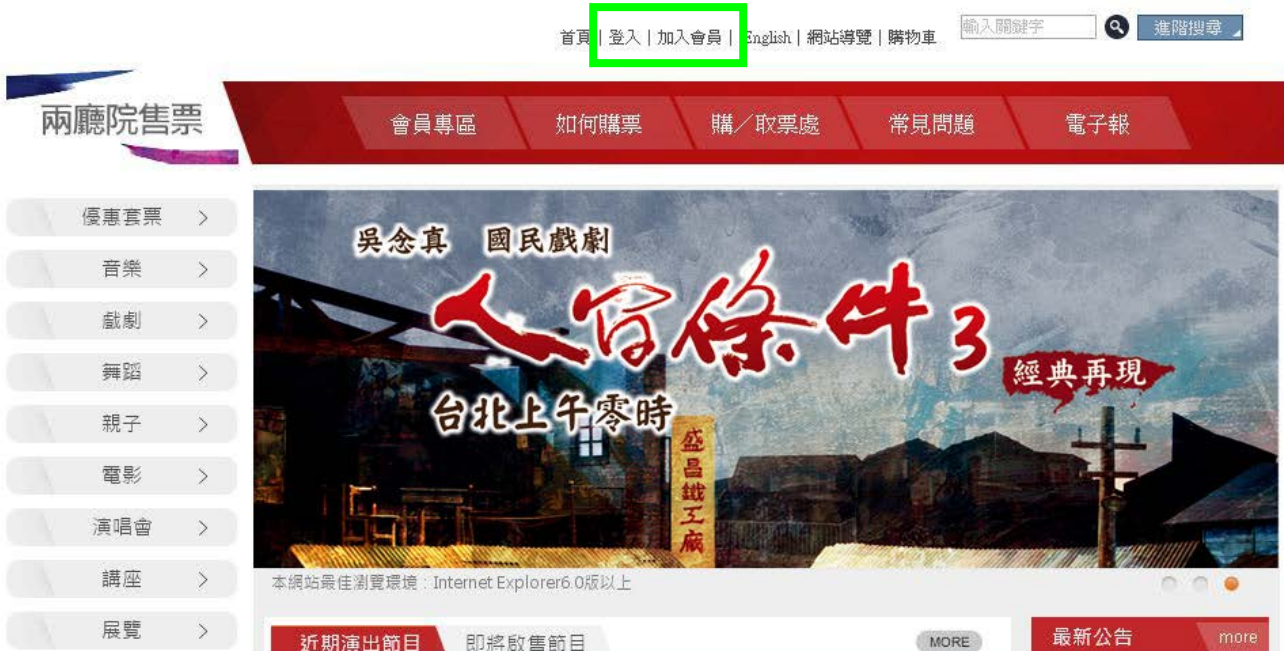 首頁 | 登入 | 加入會員 | English | 網站導覽 | 購物車 輸入關鍵字 進階搜尋
兩廳院售票
會員專區 如何購票 購／取票處 常見問題 電子報
優惠套票 >
音樂 >
戲劇 >
舞蹈 >
親子 >
電影 >
演唱會 >
講座 >
展覽 >
吳念真 國民戲劇
人間條件3
經典再現
台北上午零時
盛昌鐵工廠
本網站最佳瀏覽環境：Internet Explorer6.0版以上
近期演出節目 即將啟售節目 MORE
最新公告 more